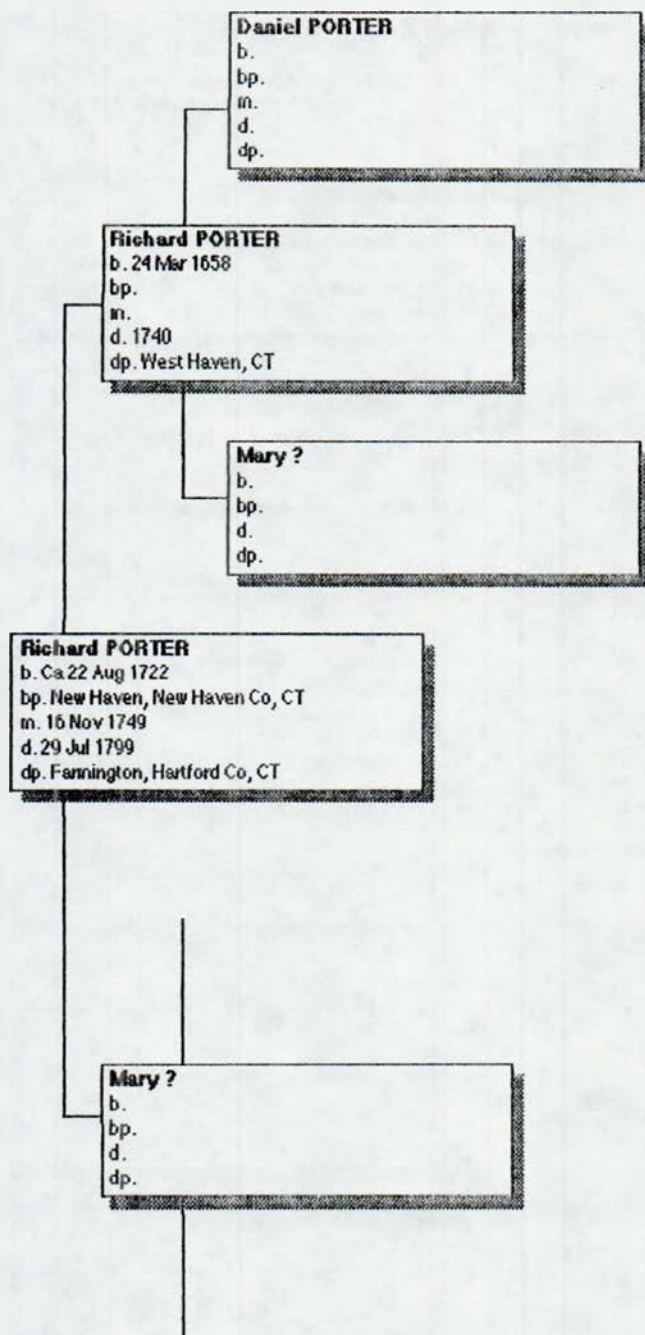 Daniel PORTER
b.
bp.
m.
d.
dp.
Richard PORTER
b. 24 Mar 1658
bp.
m.
d. 1740
dp. West Haven, CT
Mary ?
b.
bp.
d.
dp.
Richard PORTER
b. Ca 22 Aug 1722
bp. New Haven, New Haven Co, CT
m. 16 Nov 1749
d. 29 Jul 1799
dp. Farmington, Hartford Co, CT
Mary ?
b.
bp.
d.
dp.